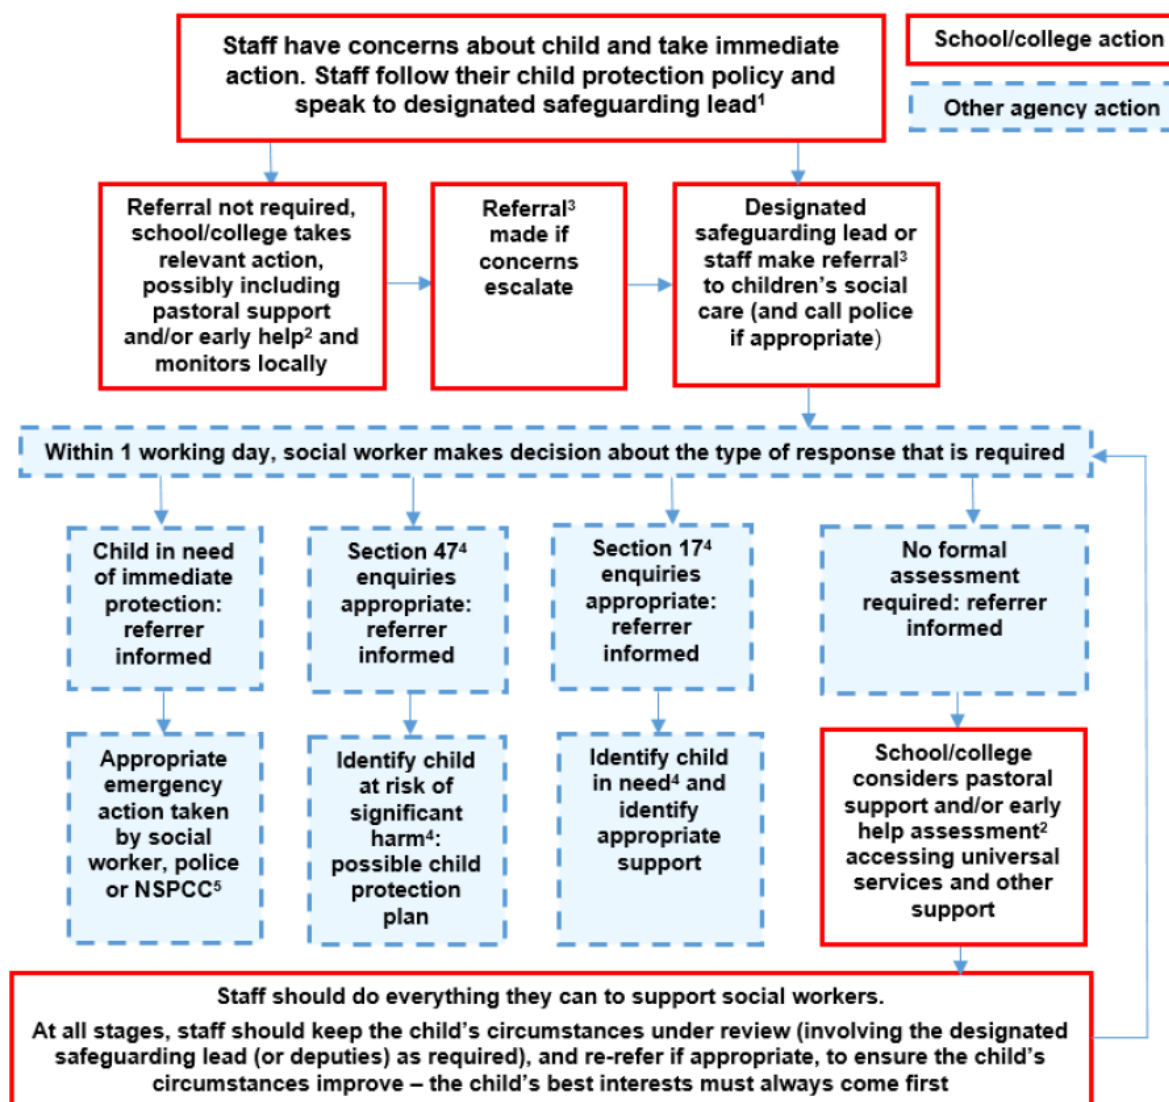 Staff have concerns about child and take immediate
action. Staff follow their child protection policy and
speak to designated safeguarding lead¹
School/college action
Other agency action
Referral not required,
school/college takes
relevant action,
possibly including
pastoral support
and/or early help² and
monitors locally
Referral³
made if
concerns
escalate
Designated
safeguarding lead or
staff make referral³
to children’s social
care (and call police
if appropriate)
Within 1 working day, social worker makes decision about the type of response that is required
Child in need
of immediate
protection:
referrer
informed
Section 47⁴
enquiries
appropriate:
referrer
informed
Section 17⁴
enquiries
appropriate:
referrer
informed
No formal
assessment
required: referrer
informed
Appropriate
emergency
action taken
by social
worker, police
or NSPCC⁵
Identify child
at risk of
significant
harm⁴:
possible child
protection
plan
Identify child
in need⁴ and
identify
appropriate
support
School/college
considers pastoral
support and/or early
help assessment²
accessing universal
services and other
support
Staff should do everything they can to support social workers.
At all stages, staff should keep the child’s circumstances under review (involving the designated
safeguarding lead (or deputies) as required), and re-refer if appropriate, to ensure the child’s
circumstances improve – the child’s best interests must always come first